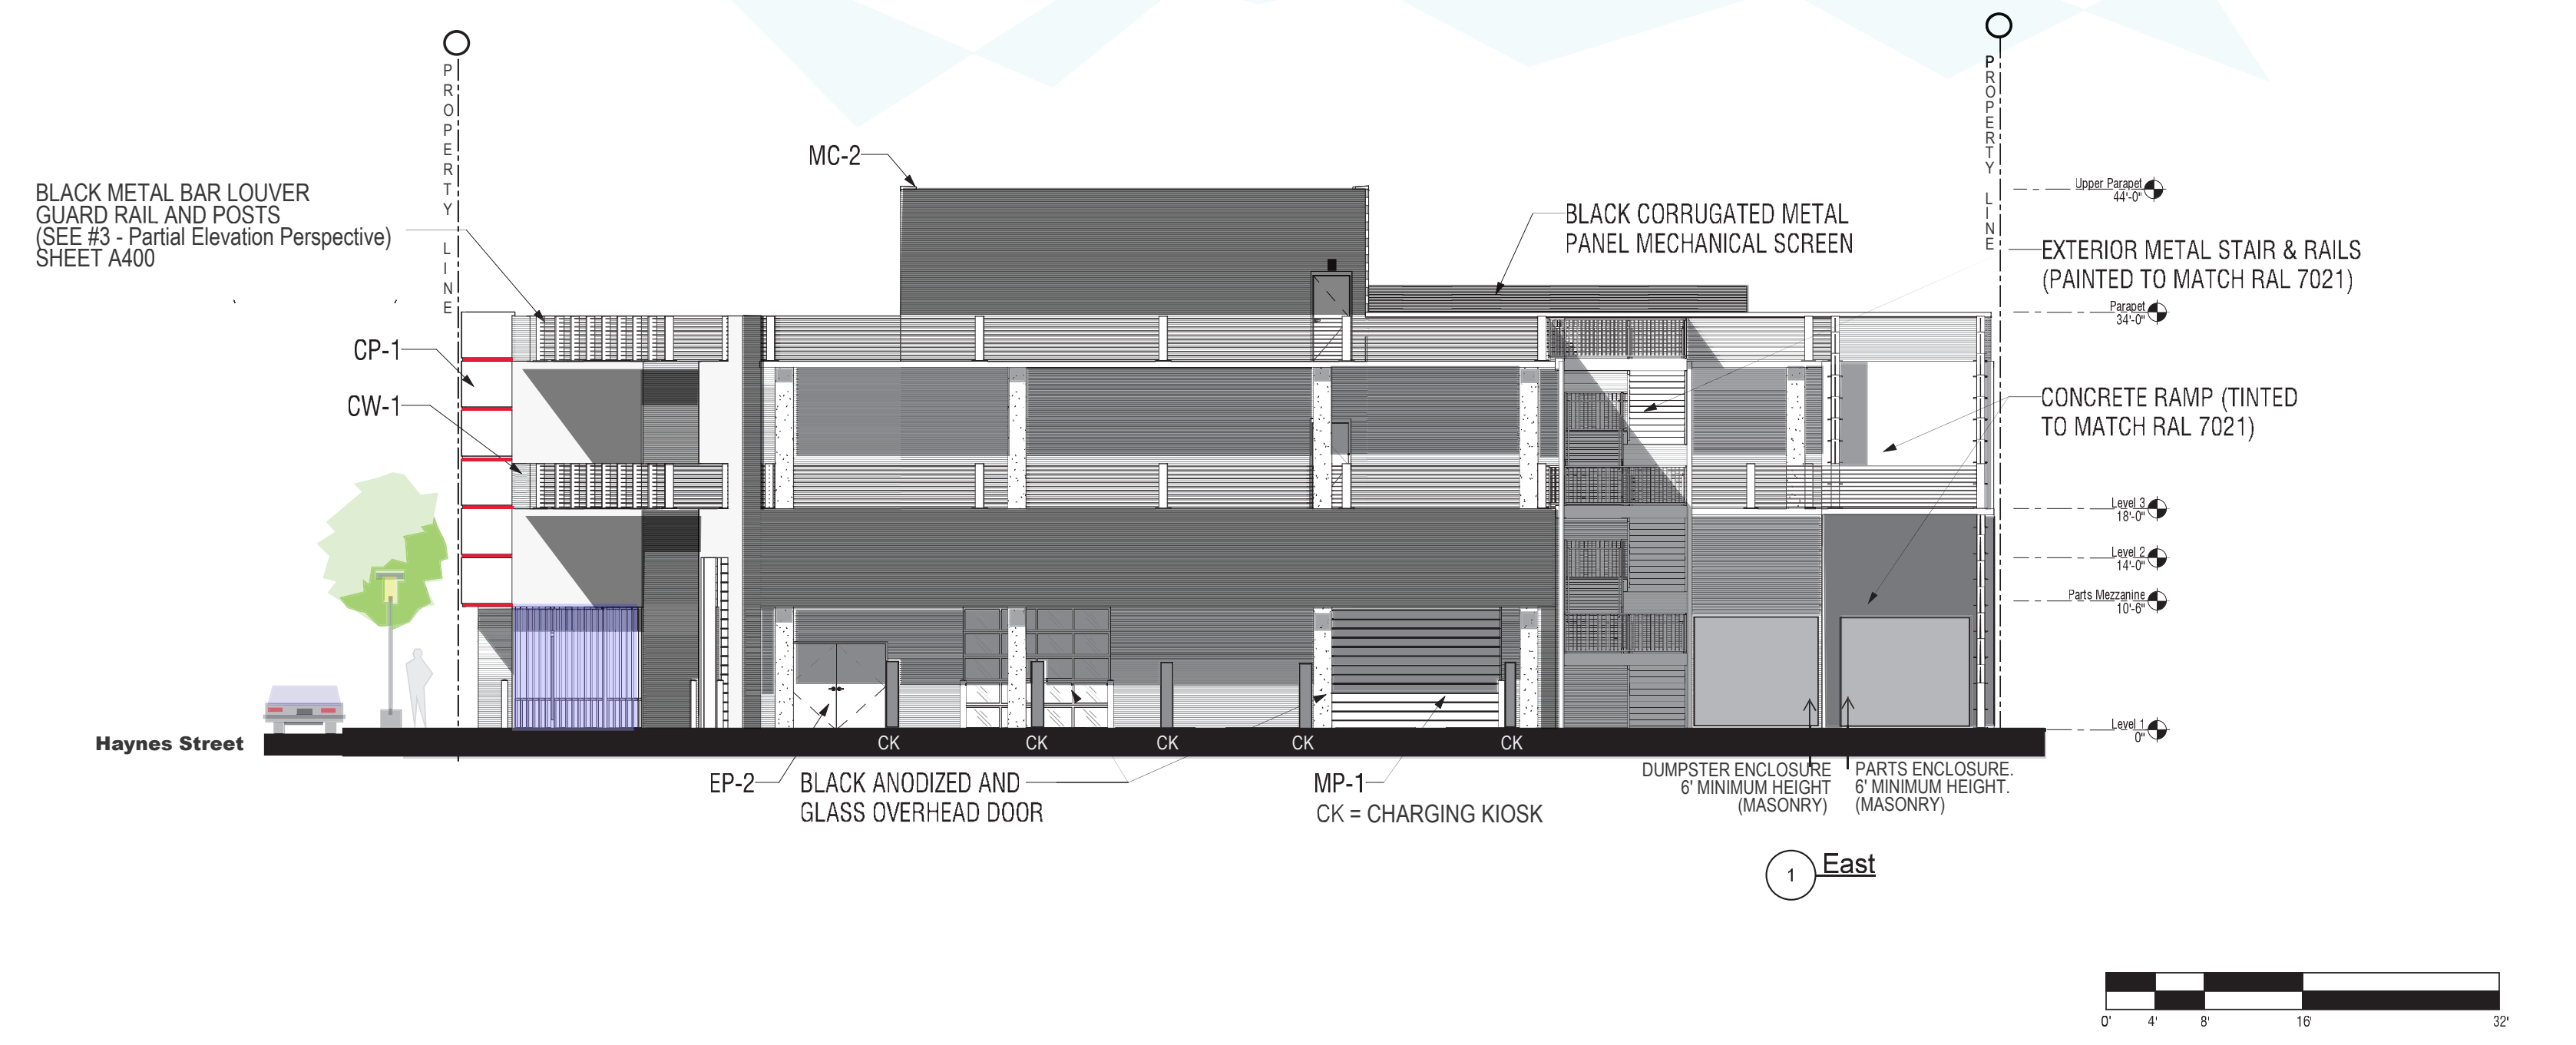 PROPERTY LINE
PROPERTY LINE
MC-2
BLACK METAL BAR LOUVER
GUARD RAIL AND POSTS
(SEE #3 - Partial Elevation Perspective)
SHEET A400
BLACK CORRUGATED METAL
PANEL MECHANICAL SCREEN
Upper Parapet
44'-0"
EXTERIOR METAL STAIR & RAILS
(PAINTED TO MATCH RAL 7021)
Parapet
34'-0"
CP-1
CW-1
CONCRETE RAMP (TINTED
TO MATCH RAL 7021)
Level 3
18'-0"
Level 2
14'-0"
Parts Mezzanine
10'-6"
Level 1
0"
Haynes Street
CK
CK
CK
CK
CK
EP-2
BLACK ANODIZED AND
GLASS OVERHEAD DOOR
MP-1
CK = CHARGING KIOSK
DUMPSTER ENCLOSURE
6' MINIMUM HEIGHT
(MASONRY)
PARTS ENCLOSURE.
6' MINIMUM HEIGHT.
(MASONRY)
1
East
0'
4'
8'
16'
32'